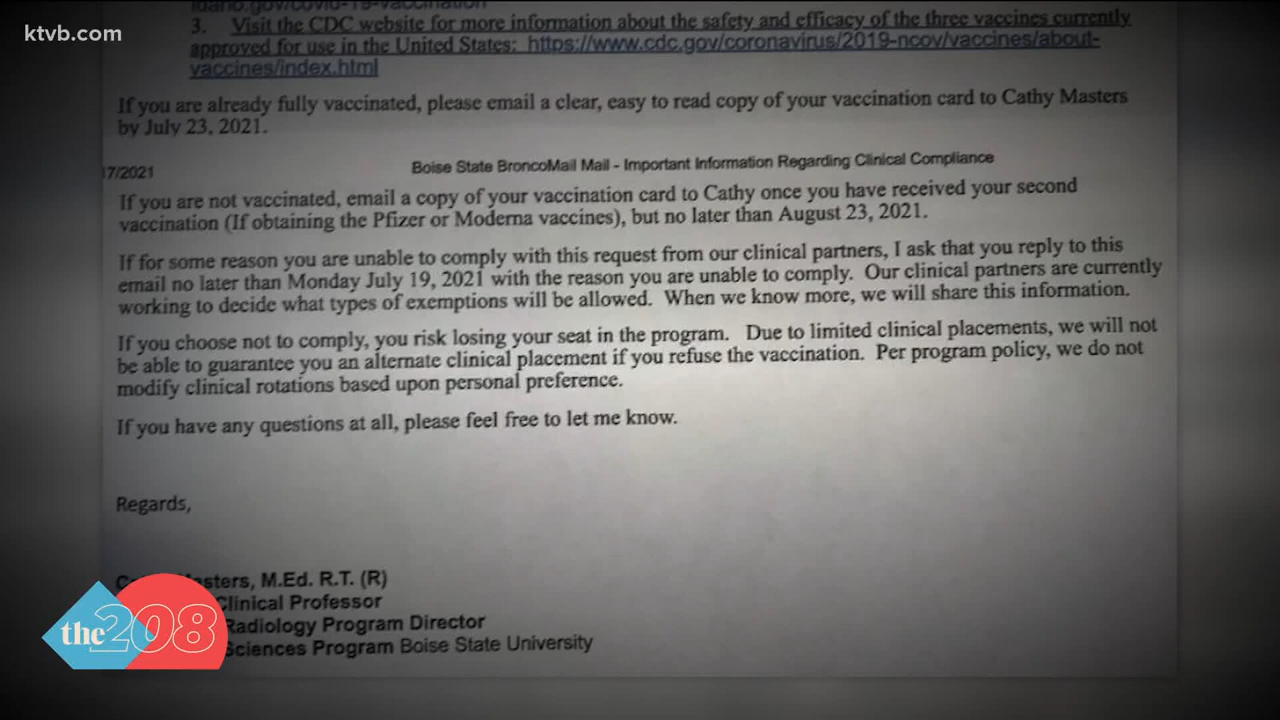 ktvb.com
idaho.gov/covid-19-vaccination
3. Visit the CDC website for more information about the safety and efficacy of the three vaccines currently
approved for use in the United States: https://www.cdc.gov/coronavirus/2019-ncov/vaccines/about-
vaccines/index.html
If you are already fully vaccinated, please email a clear, easy to read copy of your vaccination card to Cathy Masters
by July 23, 2021.
17/2021 Boise State BroncoMail Mail - Important Information Regarding Clinical Compliance
If you are not vaccinated, email a copy of your vaccination card to Cathy once you have received your second
vaccination (If obtaining the Pfizer or Moderna vaccines), but no later than August 23, 2021.
If for some reason you are unable to comply with this request from our clinical partners, I ask that you reply to this
email no later than Monday July 19, 2021 with the reason you are unable to comply. Our clinical partners are currently
working to decide what types of exemptions will be allowed. When we know more, we will share this information.
If you choose not to comply, you risk losing your seat in the program. Due to limited clinical placements, we will not
be able to guarantee you an alternate clinical placement if you refuse the vaccination. Per program policy, we do not
modify clinical rotations based upon personal preference.
If you have any questions at all, please feel free to let me know.
Regards,
sters, M.Ed. R.T. (R)
Clinical Professor
Radiology Program Director
Sciences Program Boise State University
the 208